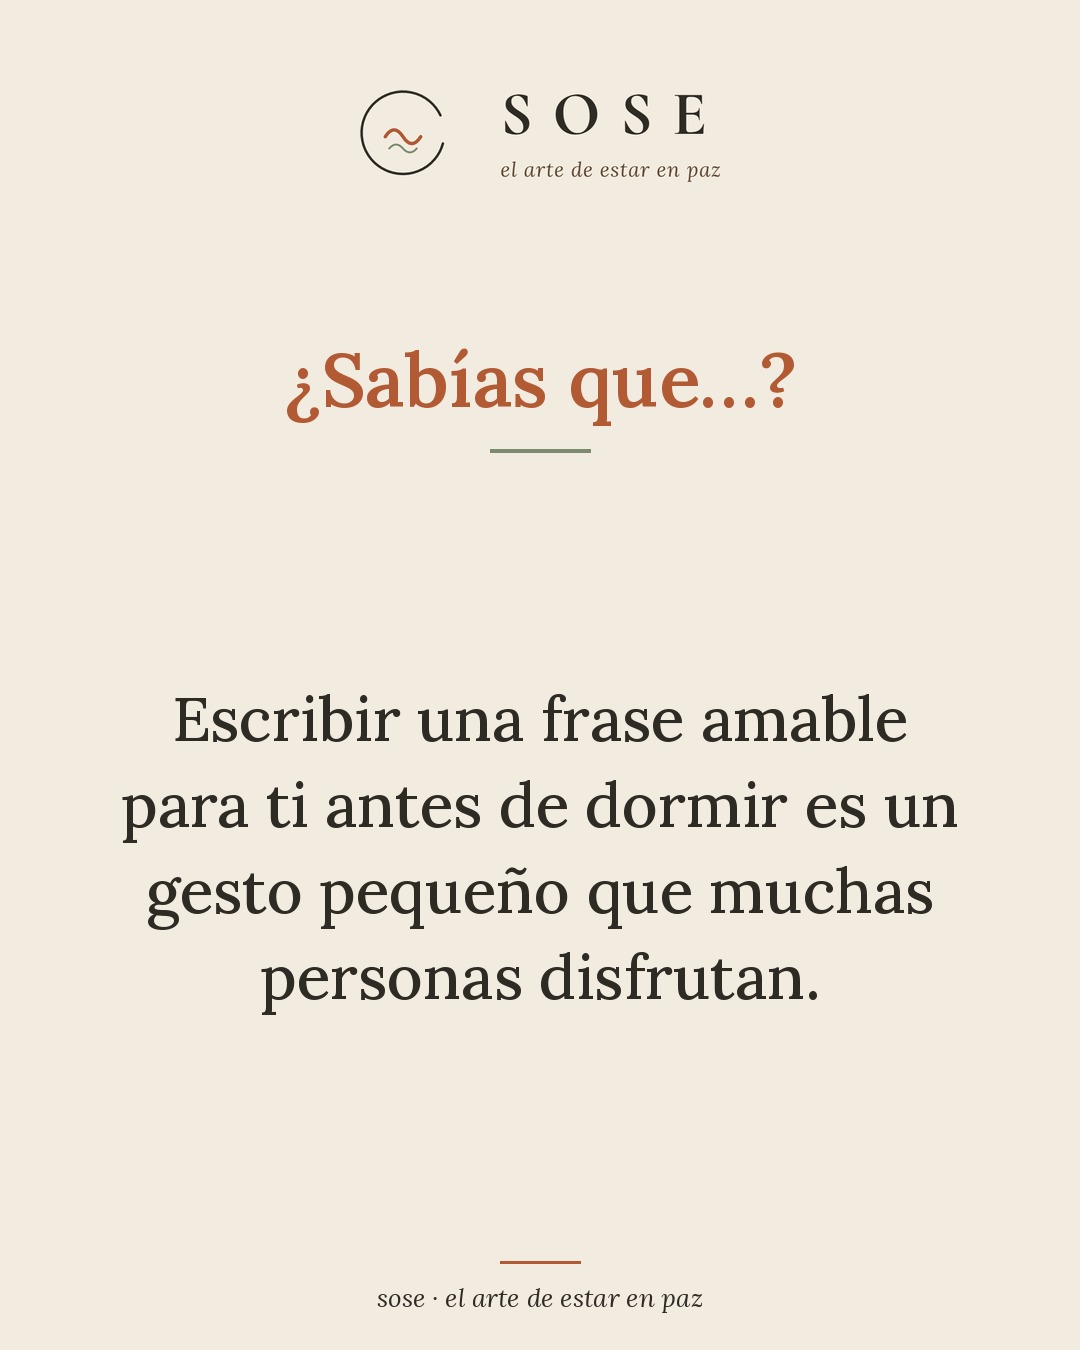 SOSE
el arte de estar en paz
¿Sabías que...?
Escribir una frase amable
para ti antes de dormir es un
gesto pequeño que muchas
personas disfrutan.
sose · el arte de estar en paz